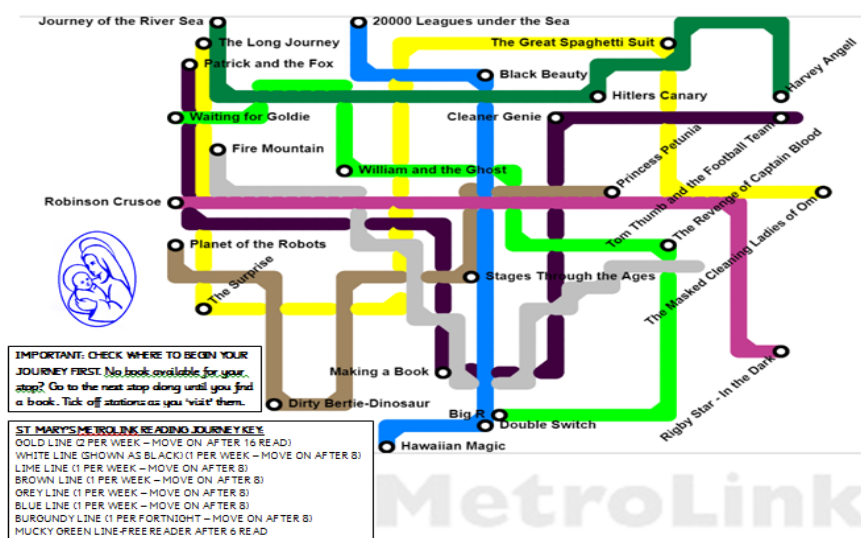 Journey of the River Sea
20000 Leagues under the Sea
The Long Journey
The Great Spaghetti Suit
Patrick and the Fox
Black Beauty
Harvey Angell
Hitlers Canary
Waiting for Goldie
Cleaner Genie
Fire Mountain
William and the Ghost
Princess Petunia
Tom Thumb and the Football Team
The Revenge of Captain Blood
Robinson Crusoe
The Masked Cleaning Ladies of Om
Planet of the Robots
Stages Through the Ages
The Surprise
Making a Book
Rigby Star - In the Dark
Dirty Bertie-Dinosaur
Big R
Double Switch
Hawaiian Magic
IMPORTANT: CHECK WHERE TO BEGIN YOUR
JOURNEY FIRST. No book available for your
stop? Go to the next stop along until you find
a book. Tick off stations as you 'visit' them.
ST MARY'S METROLINK READING JOURNEY KEY:
GOLD LINE (2 PER WEEK – MOVE ON AFTER 16 READ)
WHITE LINE (SHOWN AS BLACK) (1 PER WEEK – MOVE ON AFTER 8)
LIME LINE (1 PER WEEK – MOVE ON AFTER 8)
BROWN LINE (1 PER WEEK – MOVE ON AFTER 8)
GREY LINE (1 PER WEEK – MOVE ON AFTER 8)
BLUE LINE (1 PER WEEK – MOVE ON AFTER 8)
BURGUNDY LINE (1 PER FORTNIGHT – MOVE ON AFTER 8)
MUCKY GREEN LINE-FREE READER AFTER 6 READ
MetroLink